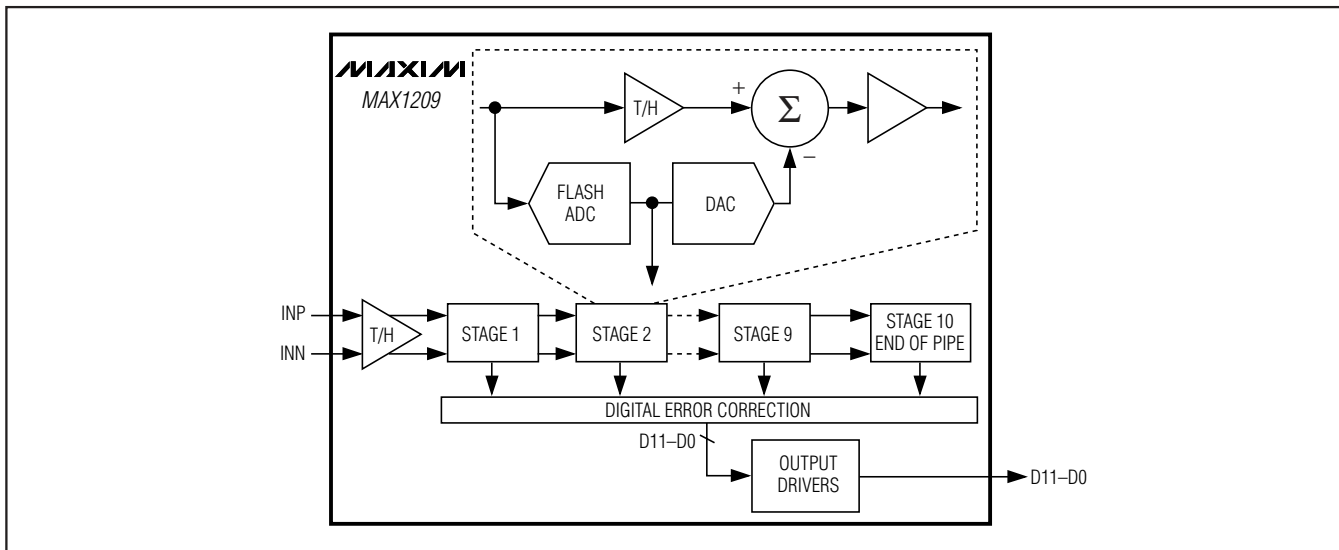 MAXIM
MAX1209
T/H
+
Σ
−
FLASH
ADC
DAC
INP
INN
T/H
STAGE 1
STAGE 2
STAGE 9
STAGE 10
END OF PIPE
DIGITAL ERROR CORRECTION
D11–D0
OUTPUT
DRIVERS
D11–D0